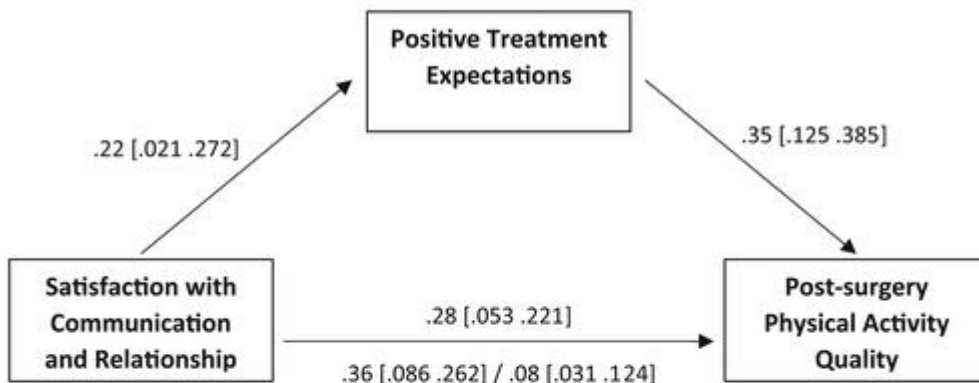 Positive Treatment
Expectations
.22 [.021 .272]
.35 [.125 .385]
Satisfaction with
Communication
and Relationship
.28 [.053 .221]
.36 [.086 .262] / .08 [.031 .124]
Post-surgery
Physical Activity
Quality